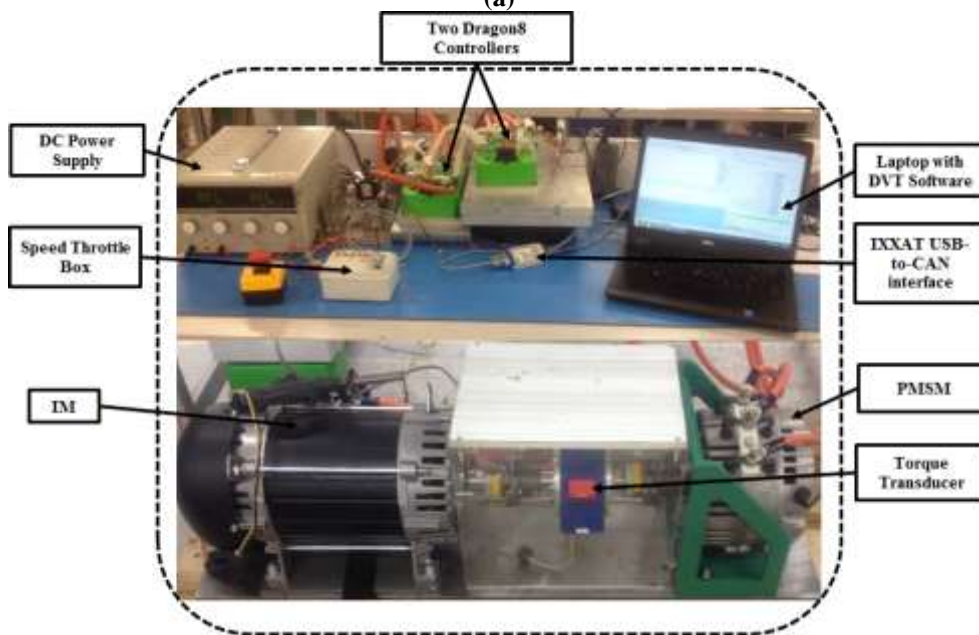 (a)
Two Dragon8
Controllers
DC Power
Supply
Laptop with
DVT Software
Speed Throttle
Box
IXXAT USB-
to-CAN
interface
IM
PMSM
Torque
Transducer